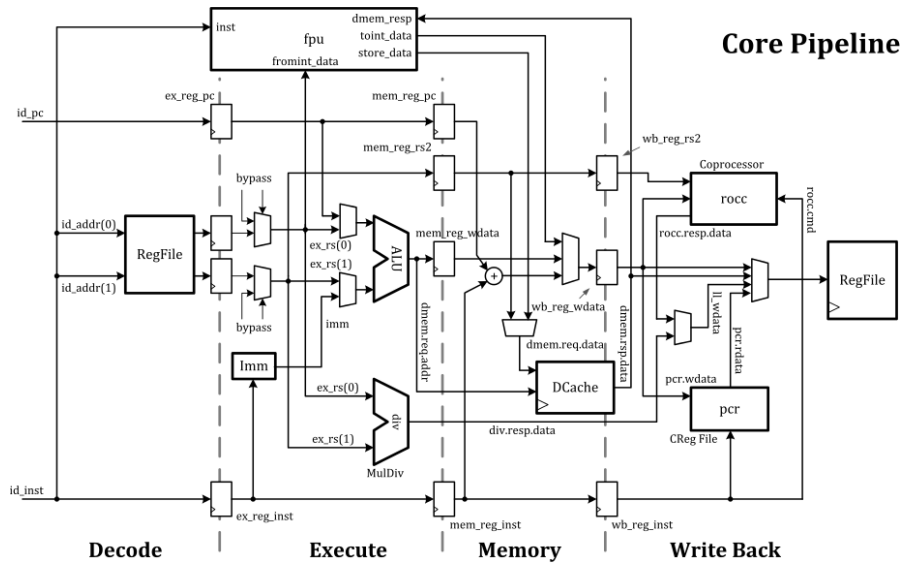 Core Pipeline
inst
fpu
dmem_resp
toint_data
store_data
fromint_data
id_pc
ex_reg_pc
mem_reg_pc
mem_reg_rs2
wb_reg_rs2
Coprocessor
rocc
rocc.cmd
rocc.resp.data
bypass
id_addr(0)
RegFile
id_addr(1)
bypass
ex_rs(0)
ex_rs(1)
ALU
imm
mem_reg_wdata
wb_reg_wdata
dmem.req.addr
dmem.req.data
dmem.rsp.data
DCache
ll_wdata
pcr.rdata
RegFile
Imm
ex_rs(0)
ex_rs(1)
div
MulDiv
div.resp.data
pcr.wdata
pcr
CReg File
id_inst
ex_reg_inst
mem_reg_inst
wb_reg_inst
Decode
Execute
Memory
Write Back